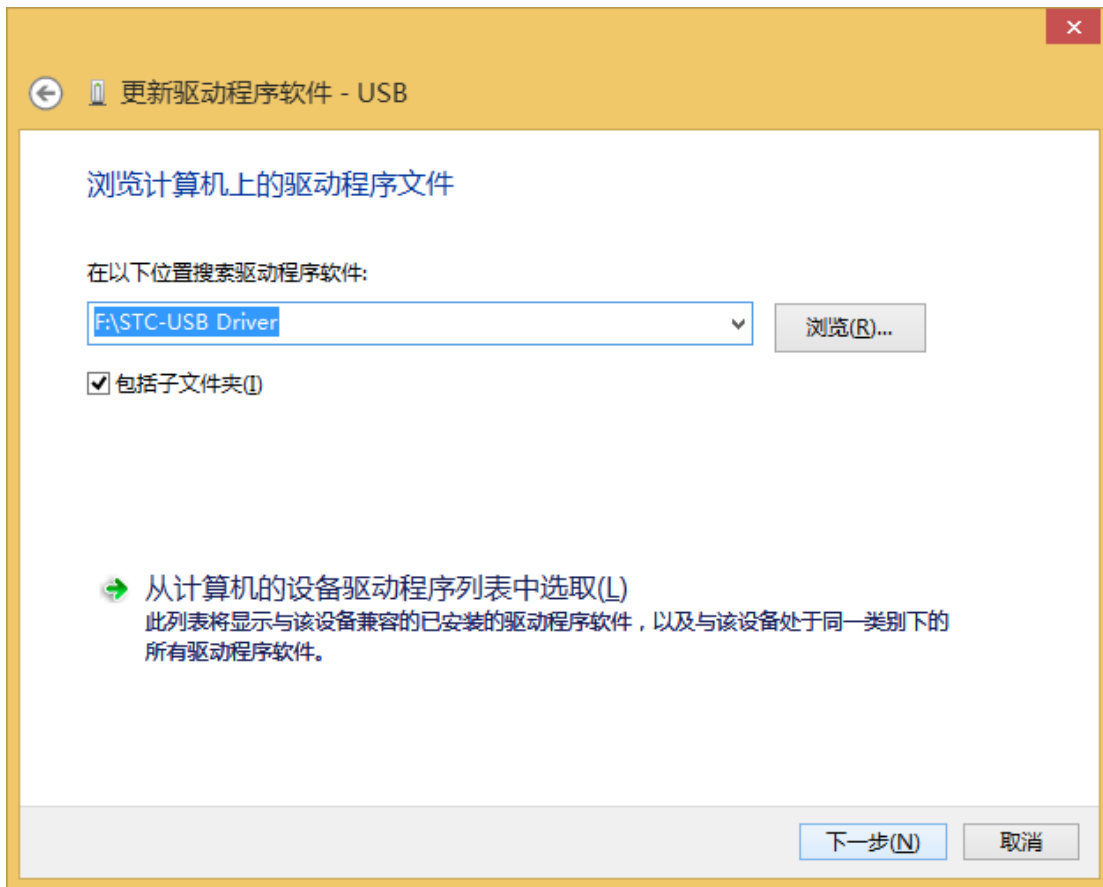 更新驱动程序软件 - USB
浏览计算机上的驱动程序文件
在以下位置搜索驱动程序软件:
F:\STC-USB Driver
浏览(R)...
包括子文件夹(I)
从计算机的设备驱动程序列表中选取(L)
此列表将显示与该设备兼容的已安装的驱动程序软件，以及与该设备处于同一类别下的
所有驱动程序软件。
下一步(N)
取消